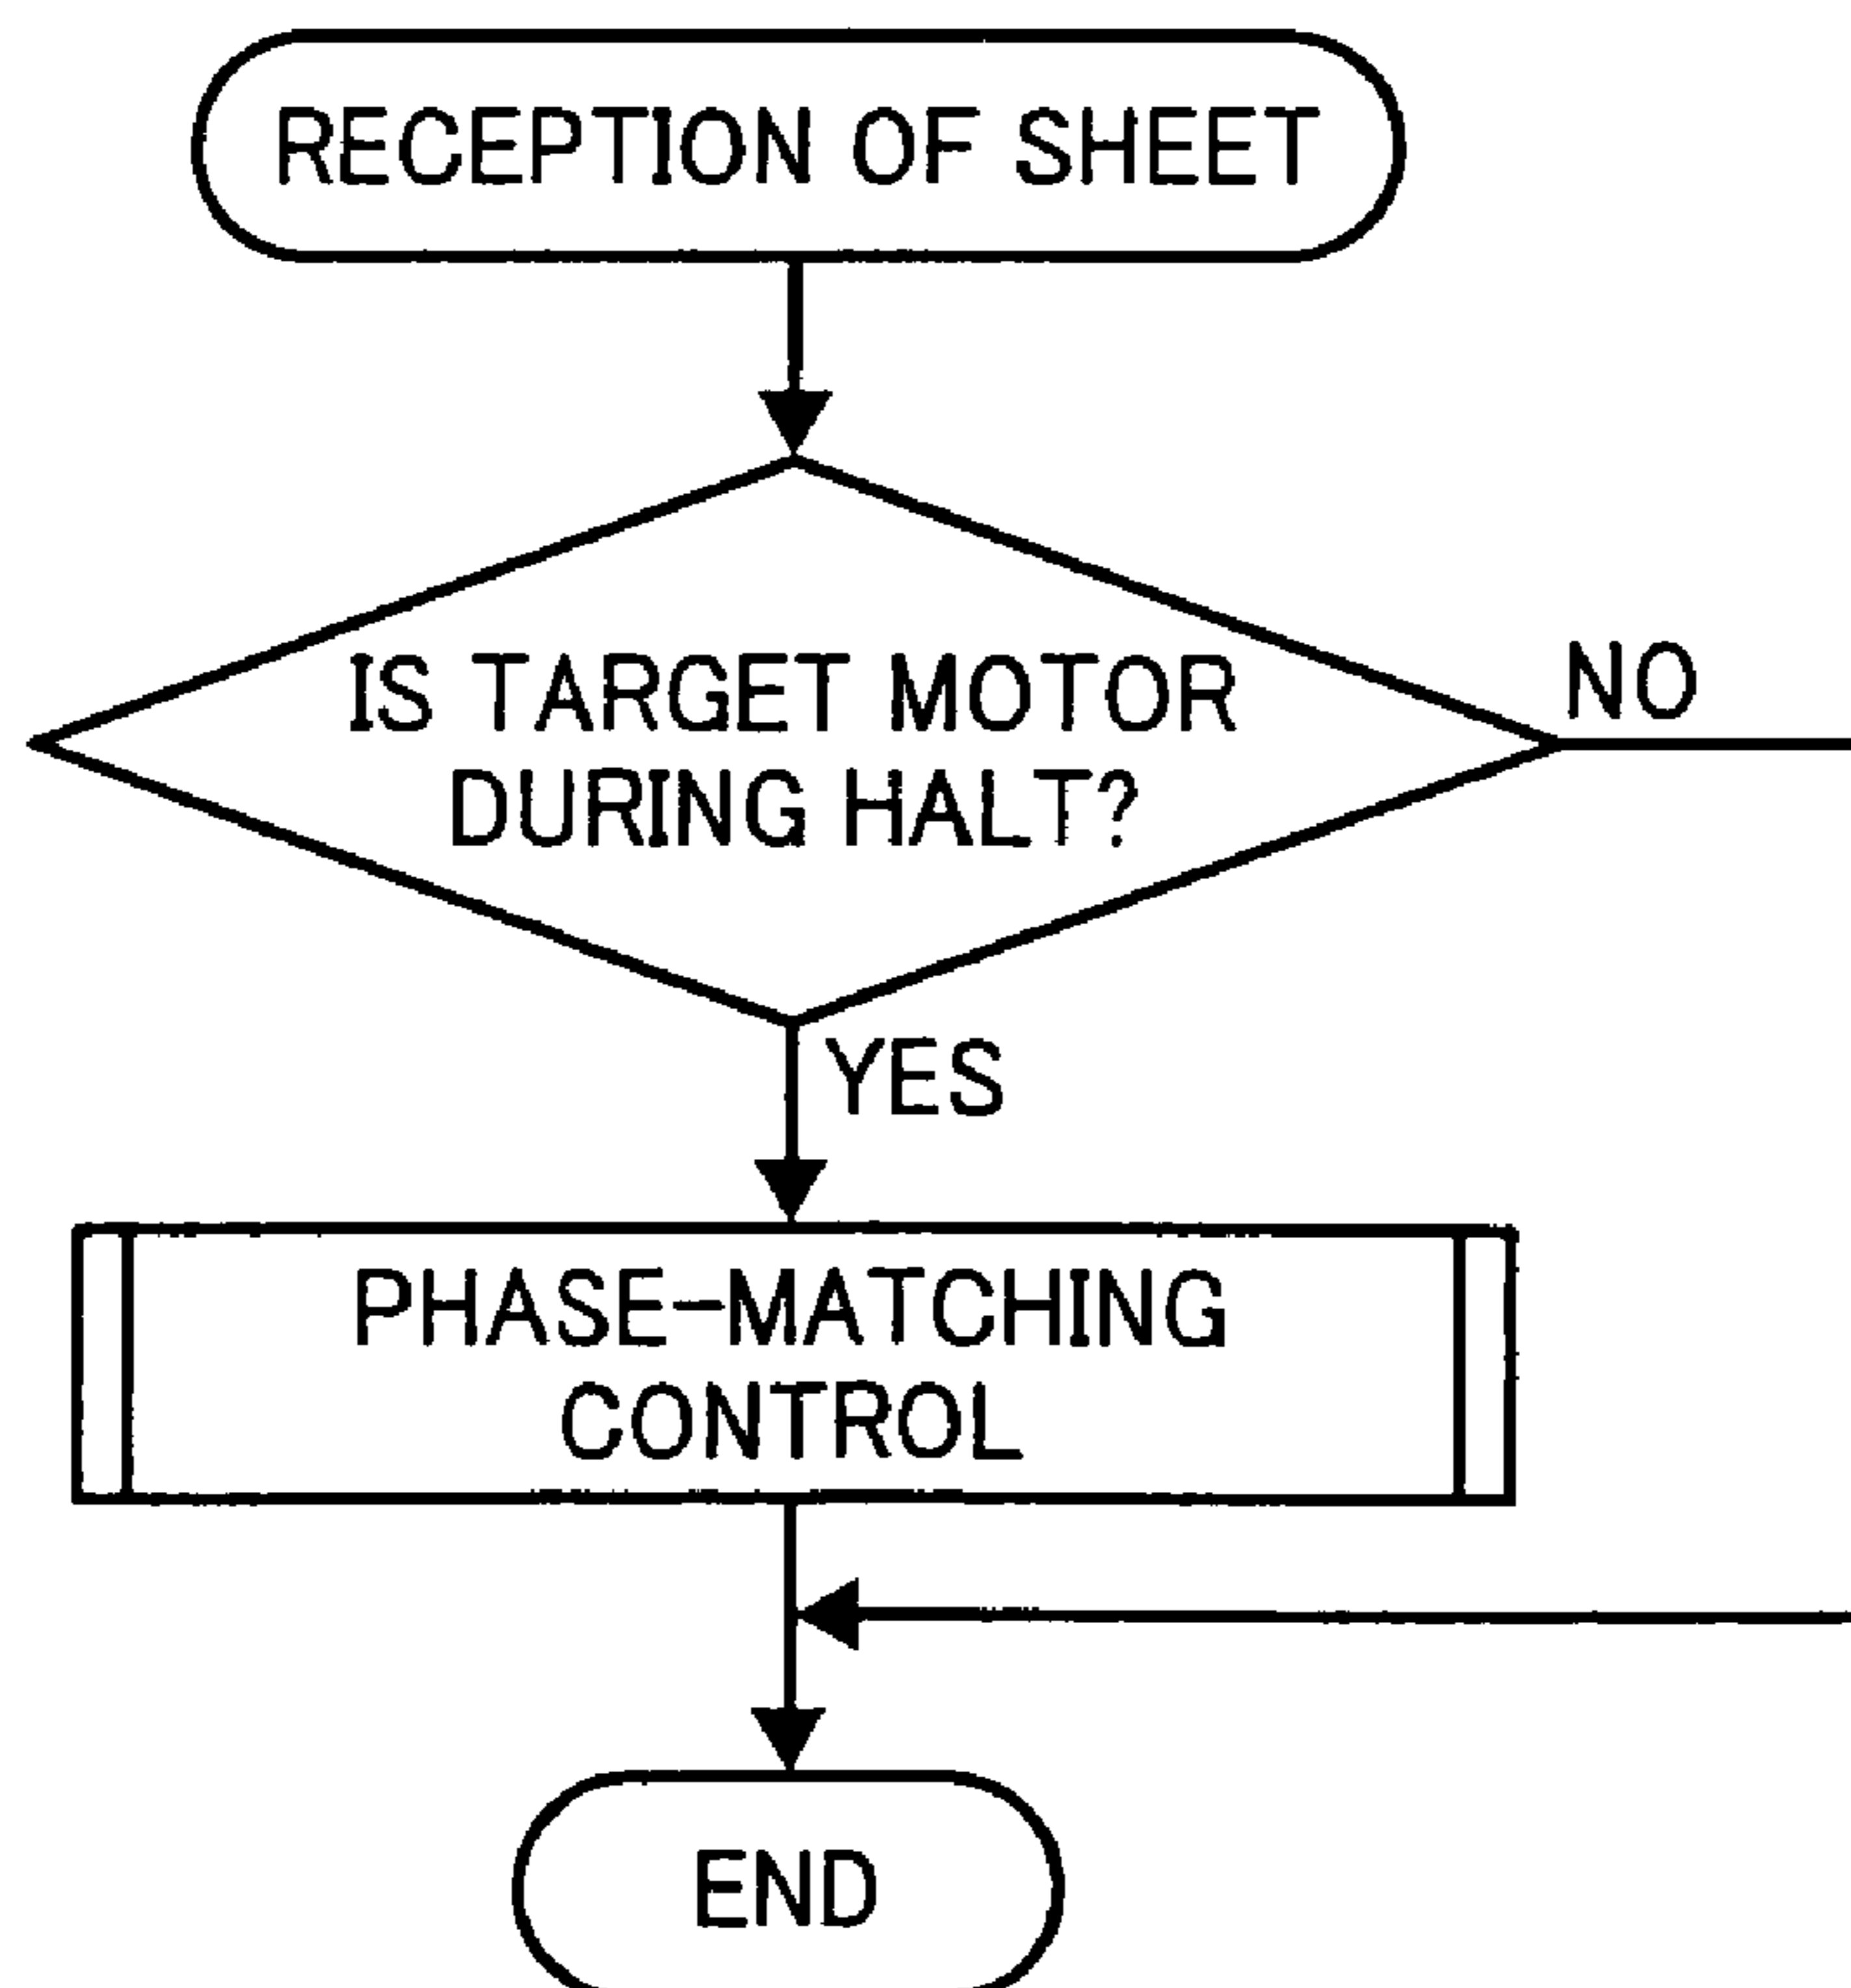 RECEPTION OF SHEET
IS TARGET MOTOR
DURING HALT?
NO
YES
PHASE-MATCHING
CONTROL
END